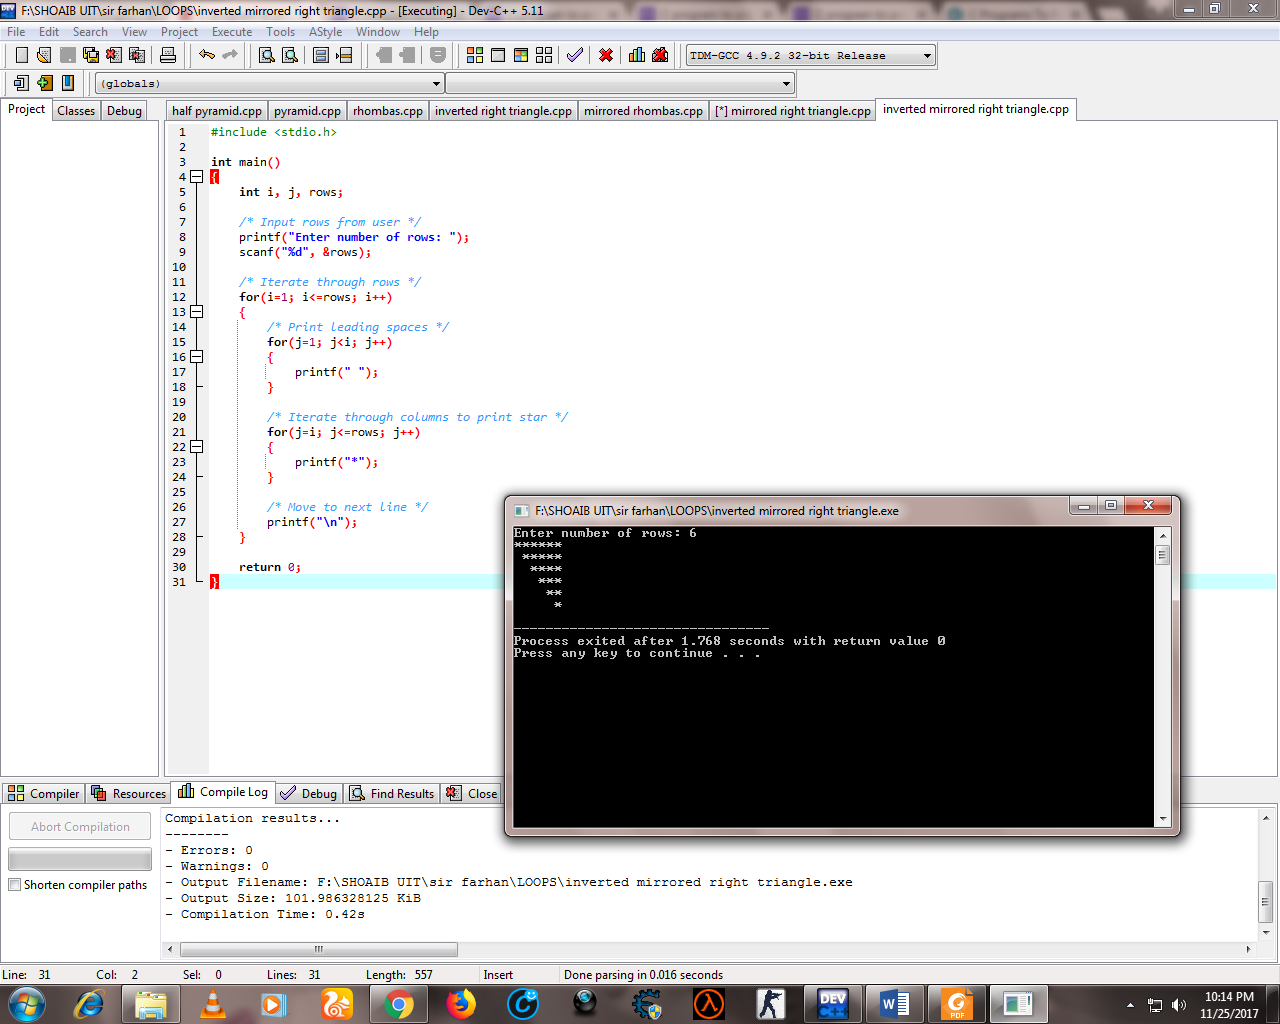 F:\SHOAIB UIT\sir farhan\LOOPS\inverted mirrored right triangle.cpp - [Executing] - Dev-C++ 5.11
File Edit Search View Project Execute Tools AStyle Window Help
TDM-GCC 4.9.2 32-bit Release
(globals)
Project Classes Debug
half pyramid.cpp pyramid.cpp rhombas.cpp inverted right triangle.cpp mirrored rhombas.cpp [*] mirrored right triangle.cpp inverted mirrored right triangle.cpp
1 #include <stdio.h>
2
3 int main()
4 {
5     int i, j, rows;
6
7     /* Input rows from user */
8     printf("Enter number of rows: ");
9     scanf("%d", &rows);
10
11     /* Iterate through rows */
12     for(i=1; i<=rows; i++)
13     {
14         /* Print leading spaces */
15         for(j=1; j<i; j++)
16         {
17             printf(" ");
18         }
19
20         /* Iterate through columns to print star */
21         for(j=i; j<=rows; j++)
22         {
23             printf("*");
24         }
25
26         /* Move to next line */
27         printf("\n");
28     }
29
30     return 0;
31 }
F:\SHOAIB UIT\sir farhan\LOOPS\inverted mirrored right triangle.exe
Enter number of rows: 6
******
 *****
  ****
   ***
    **
     *
--------------------------------
Process exited after 1.768 seconds with return value 0
Press any key to continue . . .
Compiler Resources Compile Log Debug Find Results Close
Abort Compilation
Shorten compiler paths
Compilation results...
--------
- Errors: 0
- Warnings: 0
- Output Filename: F:\SHOAIB UIT\sir farhan\LOOPS\inverted mirrored right triangle.exe
- Output Size: 101.986328125 KiB
- Compilation Time: 0.42s
Line: 31 Col: 2 Sel: 0 Lines: 31 Length: 557 Insert Done parsing in 0.016 seconds
DEV
C++
W
PDF
10:14 PM
11/25/2017